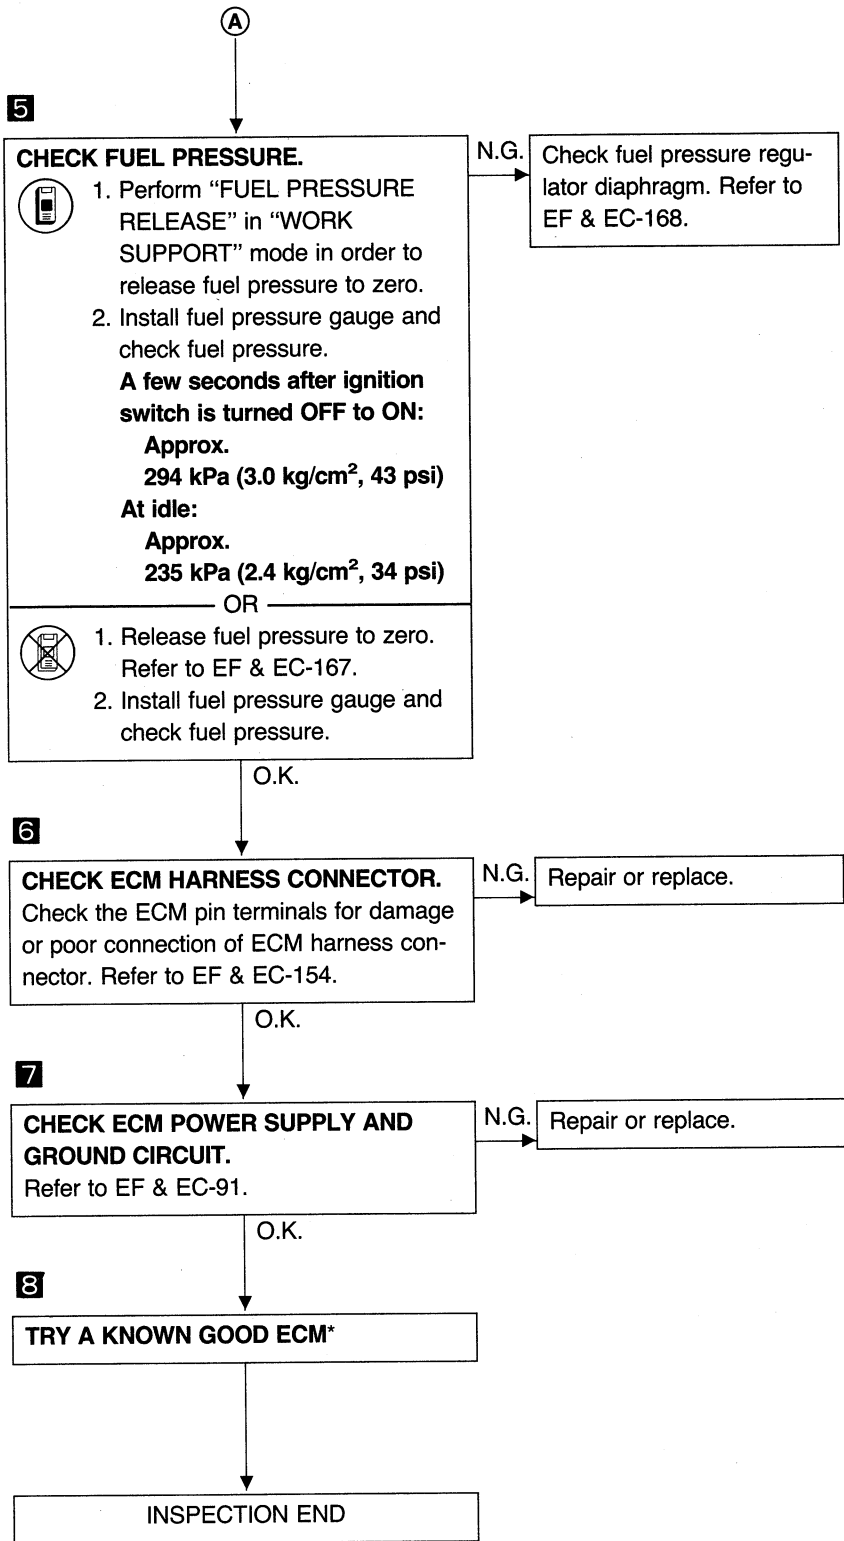 A
5
CHECK FUEL PRESSURE.
1. Perform “FUEL PRESSURE
RELEASE” in “WORK
SUPPORT” mode in order to
release fuel pressure to zero.
2. Install fuel pressure gauge and
check fuel pressure.
A few seconds after ignition
switch is turned OFF to ON:
Approx.
294 kPa (3.0 kg/cm², 43 psi)
At idle:
Approx.
235 kPa (2.4 kg/cm², 34 psi)
OR
1. Release fuel pressure to zero.
Refer to EF & EC-167.
2. Install fuel pressure gauge and
check fuel pressure.
N.G.
Check fuel pressure regu-
lator diaphragm. Refer to
EF & EC-168.
O.K.
6
CHECK ECM HARNESS CONNECTOR.
Check the ECM pin terminals for damage
or poor connection of ECM harness con-
nector. Refer to EF & EC-154.
N.G.
Repair or replace.
O.K.
7
CHECK ECM POWER SUPPLY AND
GROUND CIRCUIT.
Refer to EF & EC-91.
N.G.
Repair or replace.
O.K.
8
TRY A KNOWN GOOD ECM*
INSPECTION END